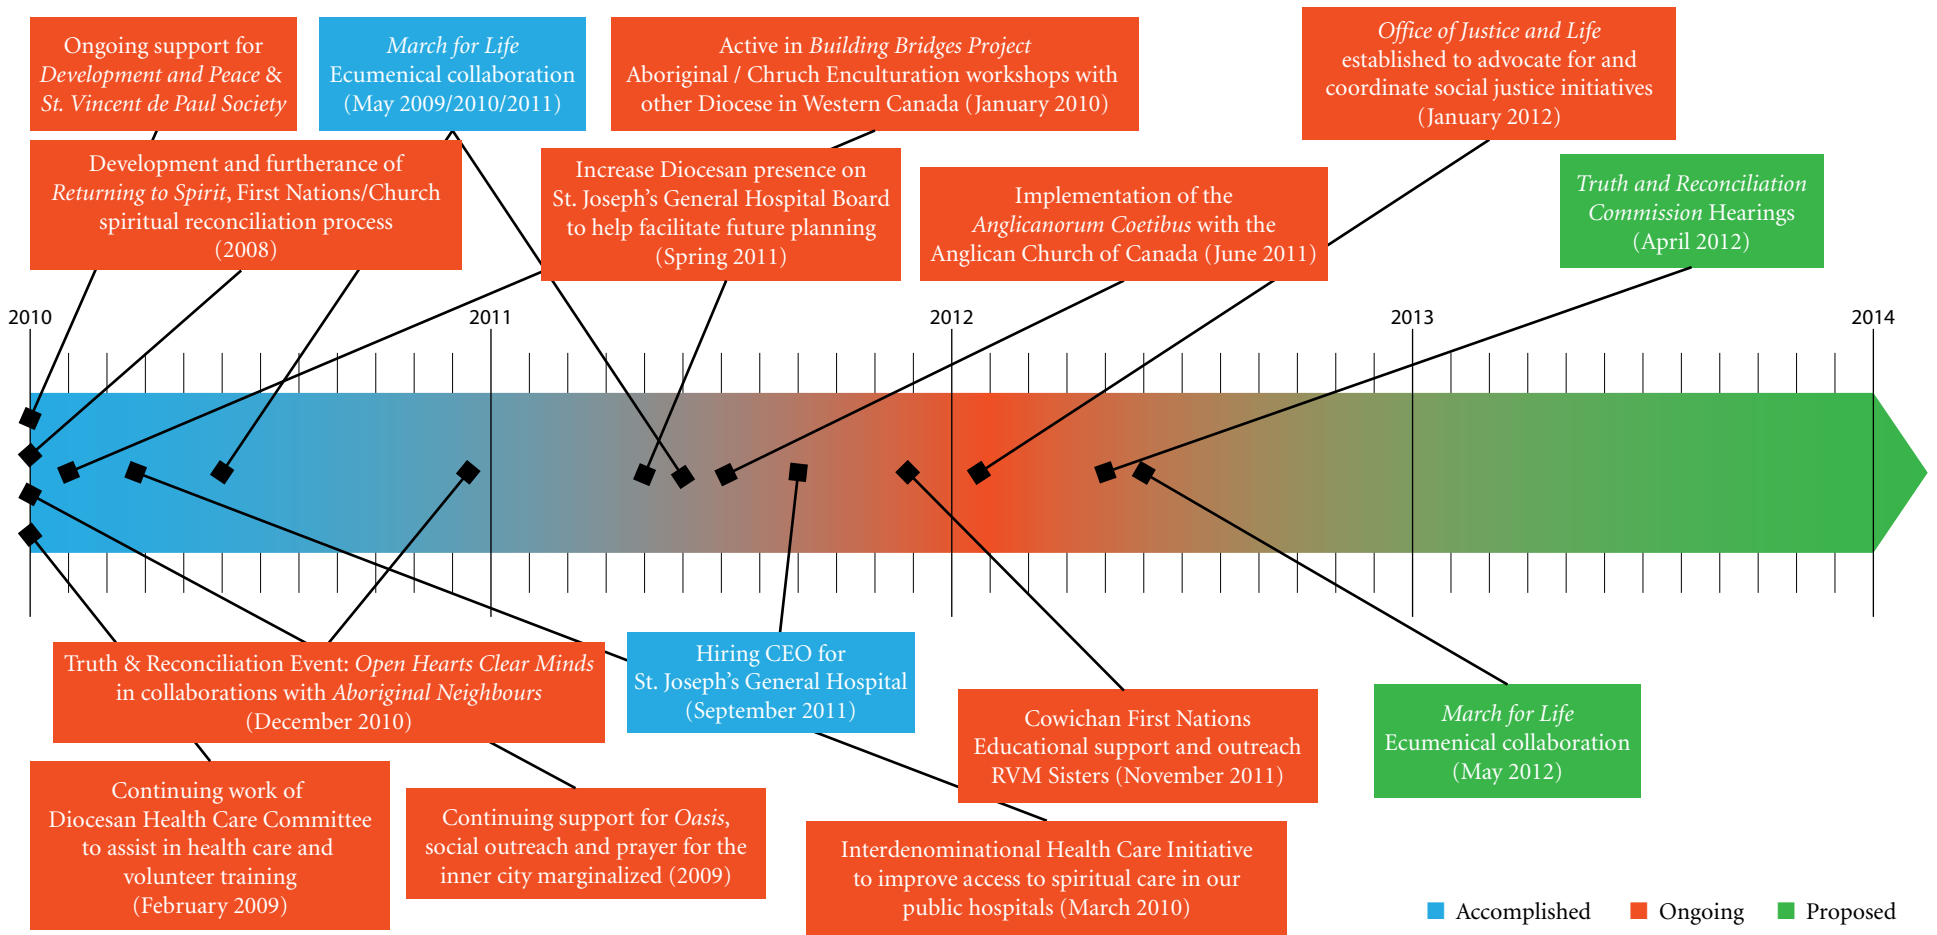 Ongoing support for
Development and Peace &
St. Vincent de Paul Society
March for Life
Ecumenical collaboration
(May 2009/2010/2011)
Active in Building Bridges Project
Aboriginal / Chruch Enculturation workshops with
other Diocese in Western Canada (January 2010)
Office of Justice and Life
established to advocate for and
coordinate social justice initiatives
(January 2012)
Development and furtherance of
Returning to Spirit, First Nations/Church
spiritual reconciliation process
(2008)
Increase Diocesan presence on
St. Joseph’s General Hospital Board
to help facilitate future planning
(Spring 2011)
Implementation of the
Anglicanorum Coetibus with the
Anglican Church of Canada (June 2011)
Truth and Reconciliation
Commission Hearings
(April 2012)
2010
2011
2012
2013
2014
Truth & Reconciliation Event: Open Hearts Clear Minds
in collaborations with Aboriginal Neighbours
(December 2010)
Hiring CEO for
St. Joseph’s General Hospital
(September 2011)
Cowichan First Nations
Educational support and outreach
RVM Sisters (November 2011)
March for Life
Ecumenical collaboration
(May 2012)
Continuing work of
Diocesan Health Care Committee
to assist in health care and
volunteer training
(February 2009)
Continuing support for Oasis,
social outreach and prayer for the
inner city marginalized (2009)
Interdenominational Health Care Initiative
to improve access to spiritual care in our
public hospitals (March 2010)
Accomplished
Ongoing
Proposed